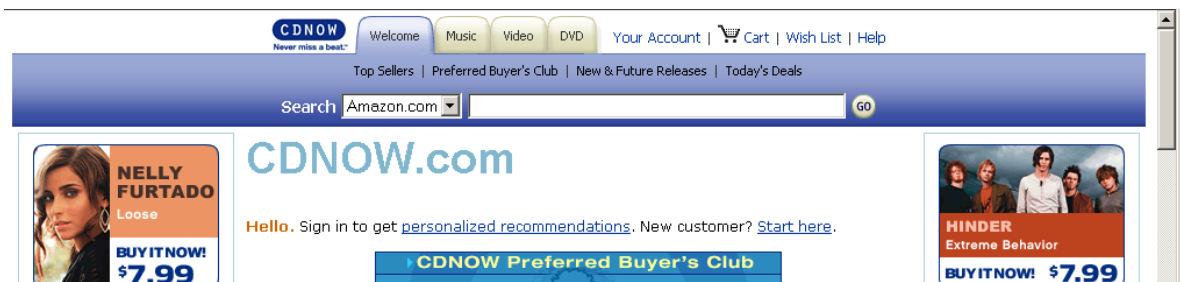 CDNOW
Never miss a beat.™
Welcome Music Video DVD Your Account | Cart | Wish List | Help
Top Sellers | Preferred Buyer's Club | New & Future Releases | Today's Deals
Search Amazon.com GO
NELLY
FURTADO
Loose
BUY IT NOW!
$7.99
CDNOW.com
Hello. Sign in to get personalized recommendations. New customer? Start here.
CDNOW Preferred Buyer's Club
HINDER
Extreme Behavior
BUY IT NOW! $7.99